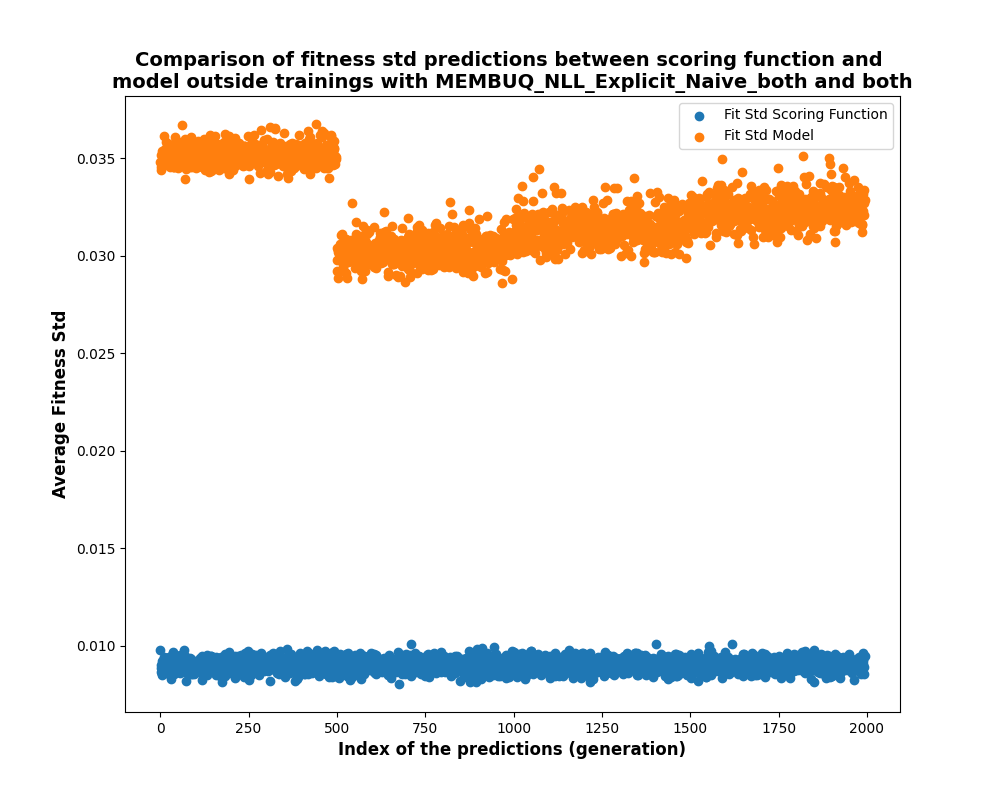 Comparison of fitness std predictions between scoring function and
model outside trainings with MEMBUQ_NLL_Explicit_Naive_both and both
Fit Std Scoring Function
Fit Std Model
Average Fitness Std
0.035
0.030
0.025
0.020
0.015
0.010
0
250
500
750
1000
1250
1500
1750
2000
Index of the predictions (generation)